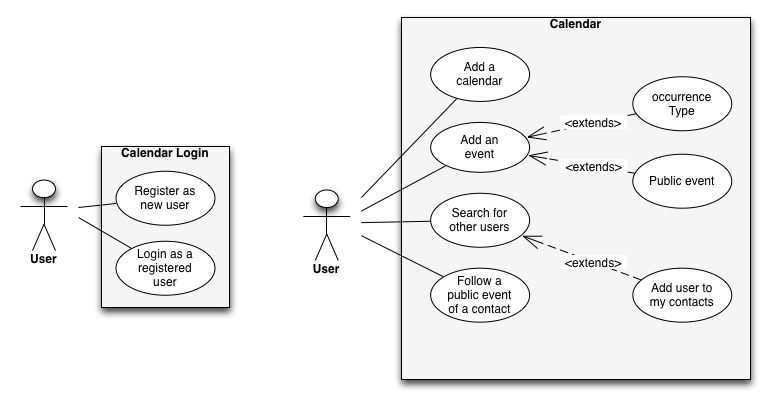 Calendar Login
Register as
new user
Login as a
registered
user
User
Calendar
Add a
calendar
Add an
event
Search for
other users
Follow a
public event
of a contact
User
<extends>
occurrence
Type
<extends>
Public event
<extends>
Add user to
my contacts